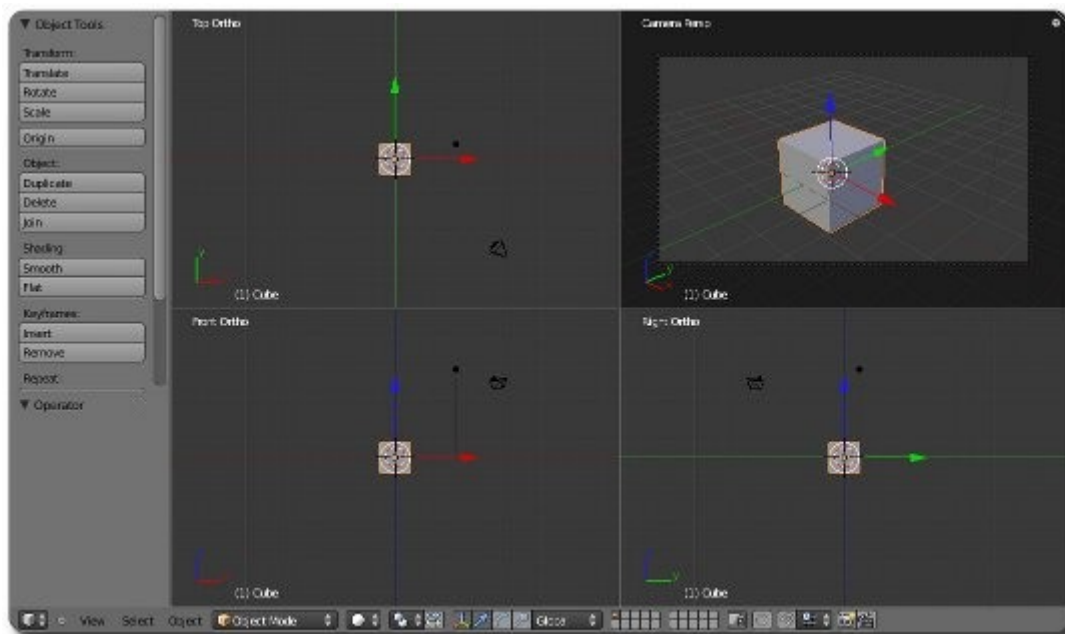 Object Tools
Transform:
Translate
Rotate
Scale
Origin
Object:
Duplicate
Delete
Join
Shading:
Smooth
Flat
Keyframes:
Insert
Remove
Repeat:
Operator
Top Ortho
y
(1) Cube
Camera Persp
y
(1) Cube
Front Ortho
(1) Cube
Right Ortho
y
(1) Cube
View Select Object Object Mode Global